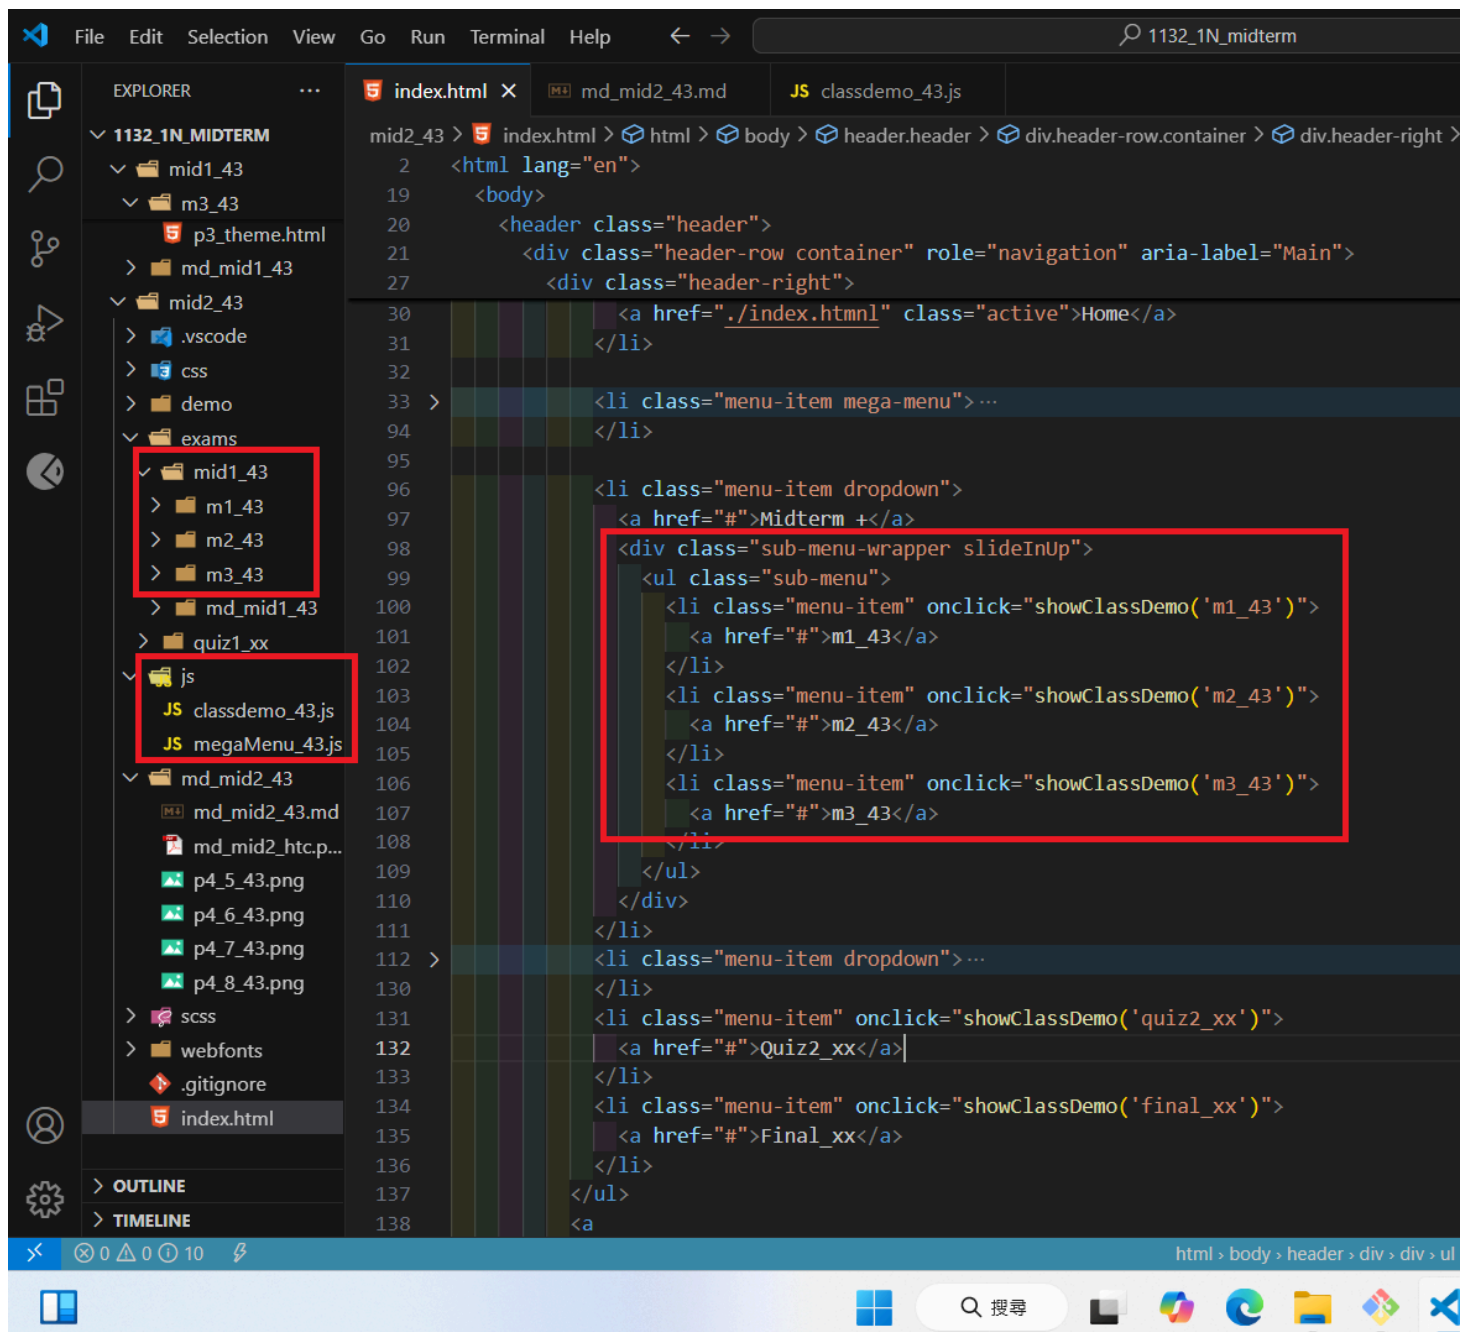 File Edit Selection View Go Run Terminal Help 1132_1N_midterm
EXPLORER ···
1132_1N_MIDTERM
mid1_43
m3_43
p3_theme.html
md_mid1_43
mid2_43
.vscode
css
demo
exams
mid1_43
m1_43
m2_43
m3_43
md_mid1_43
quiz1_xx
js
JS classdemo_43.js
JS megaMenu_43.js
md_mid2_43
md_mid2_43.md
md_mid2_htc.p...
p4_5_43.png
p4_6_43.png
p4_7_43.png
p4_8_43.png
scss
webfonts
.gitignore
index.html
OUTLINE
TIMELINE
index.html × md_mid2_43.md JS classdemo_43.js
mid2_43 > index.html > html > body > header.header > div.header-row.container > div.header-right >
2 <html lang="en">
19 <body>
20 <header class="header">
21 <div class="header-row container" role="navigation" aria-label="Main">
27 <div class="header-right">
30 <a href="./index.htmnl" class="active">Home</a>
31 </li>
32
33 <li class="menu-item mega-menu">···
94 </li>
95
96 <li class="menu-item dropdown">
97 <a href="#">Midterm +</a>
98 <div class="sub-menu-wrapper slideInUp">
99 <ul class="sub-menu">
100 <li class="menu-item" onclick="showClassDemo('m1_43')">
101 <a href="#">m1_43</a>
102 </li>
103 <li class="menu-item" onclick="showClassDemo('m2_43')">
104 <a href="#">m2_43</a>
105 </li>
106 <li class="menu-item" onclick="showClassDemo('m3_43')">
107 <a href="#">m3_43</a>
108 </li>
109 </ul>
110 </div>
111 </li>
112 <li class="menu-item dropdown">···
130 </li>
131 <li class="menu-item" onclick="showClassDemo('quiz2_xx')">
132 <a href="#">Quiz2_xx</a>
133 </li>
134 <li class="menu-item" onclick="showClassDemo('final_xx')">
135 <a href="#">Final_xx</a>
136 </li>
137 </ul>
138 <a
0 0 10 html > body > header > div > div > ul
搜尋